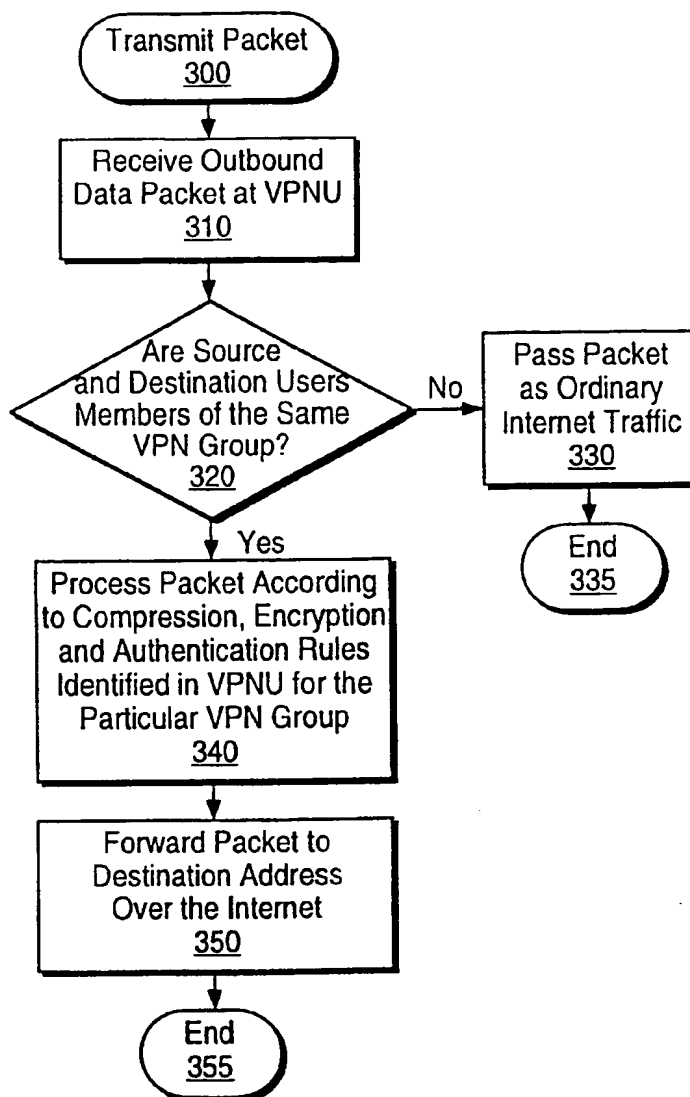 Transmit Packet
300
Receive Outbound
Data Packet at VPNU
310
Are Source
and Destination Users
Members of the Same
VPN Group?
320
No
Pass Packet
as Ordinary
Internet Traffic
330
End
335
Yes
Process Packet According
to Compression, Encryption
and Authentication Rules
Identified in VPNU for the
Particular VPN Group
340
Forward Packet to
Destination Address
Over the Internet
350
End
355